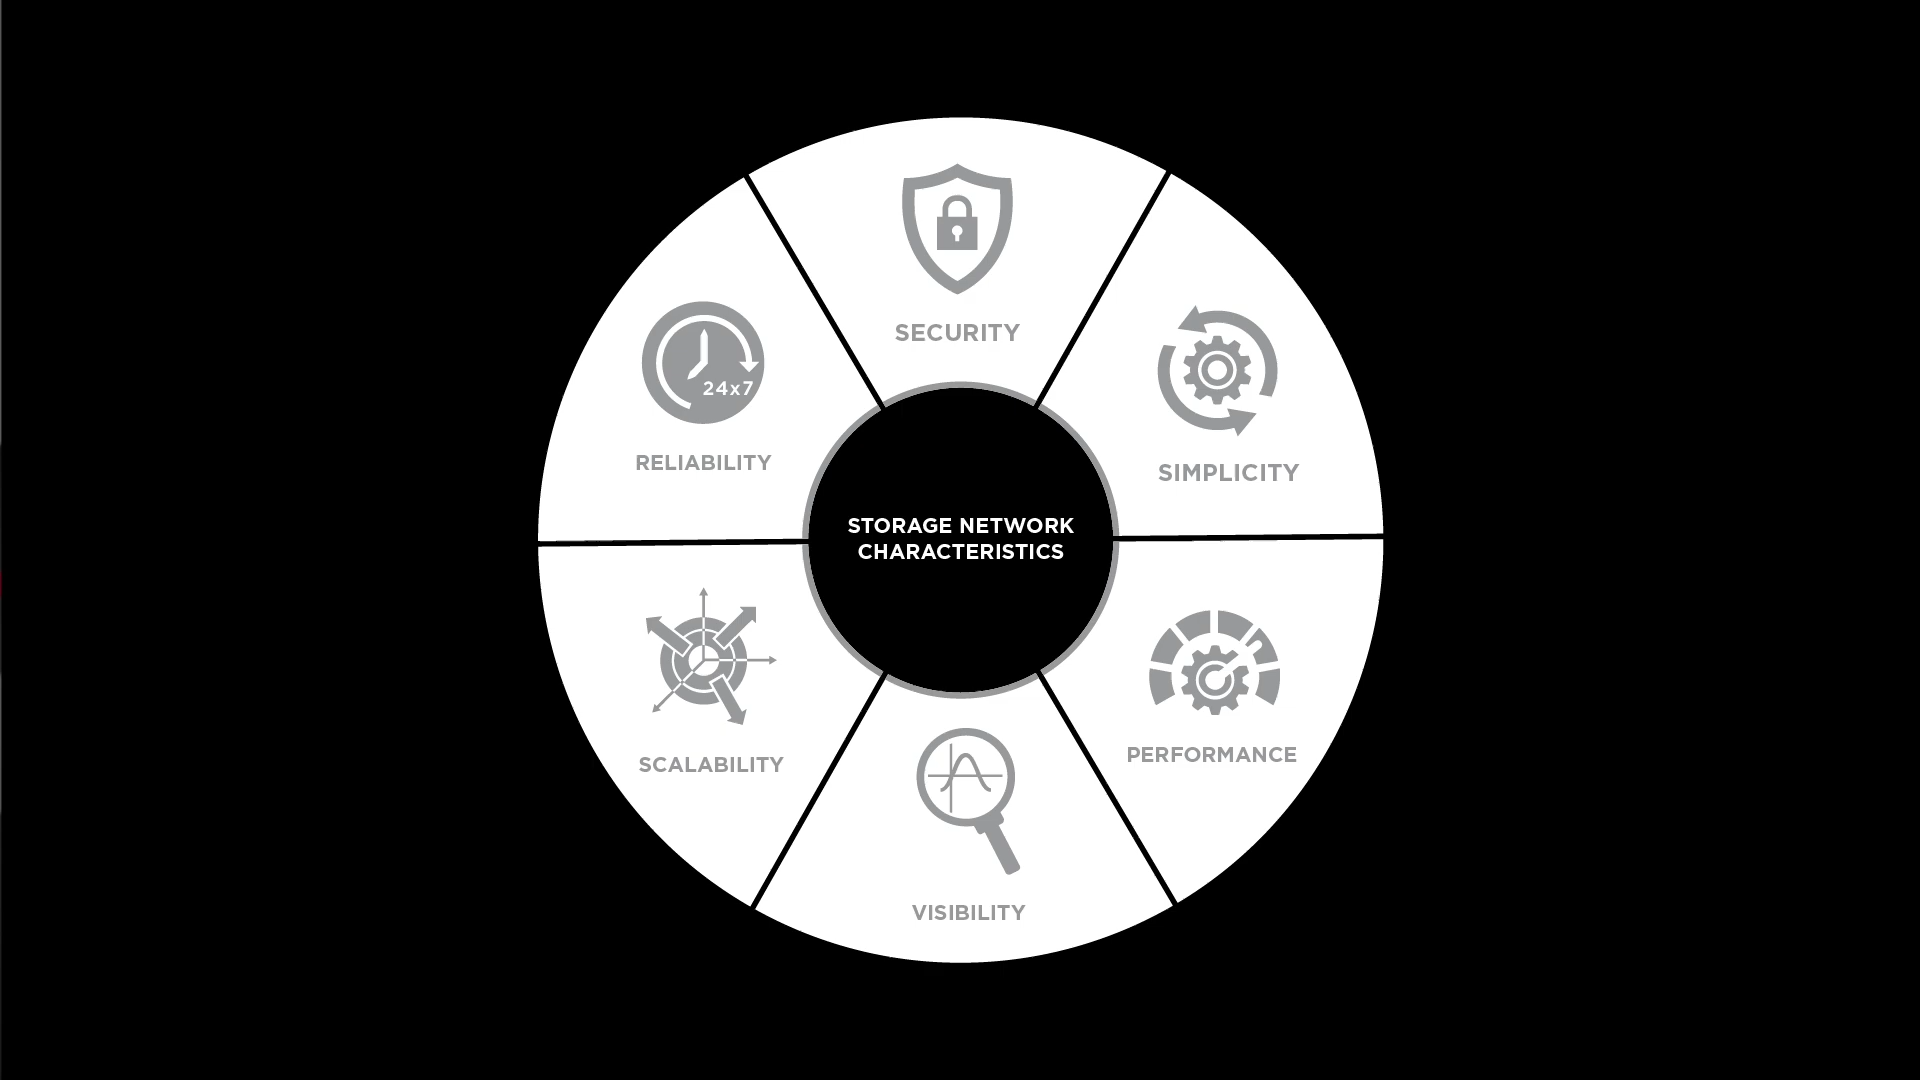 SECURITY
24x7
RELIABILITY
SIMPLICITY
STORAGE NETWORK
CHARACTERISTICS
SCALABILITY
PERFORMANCE
VISIBILITY